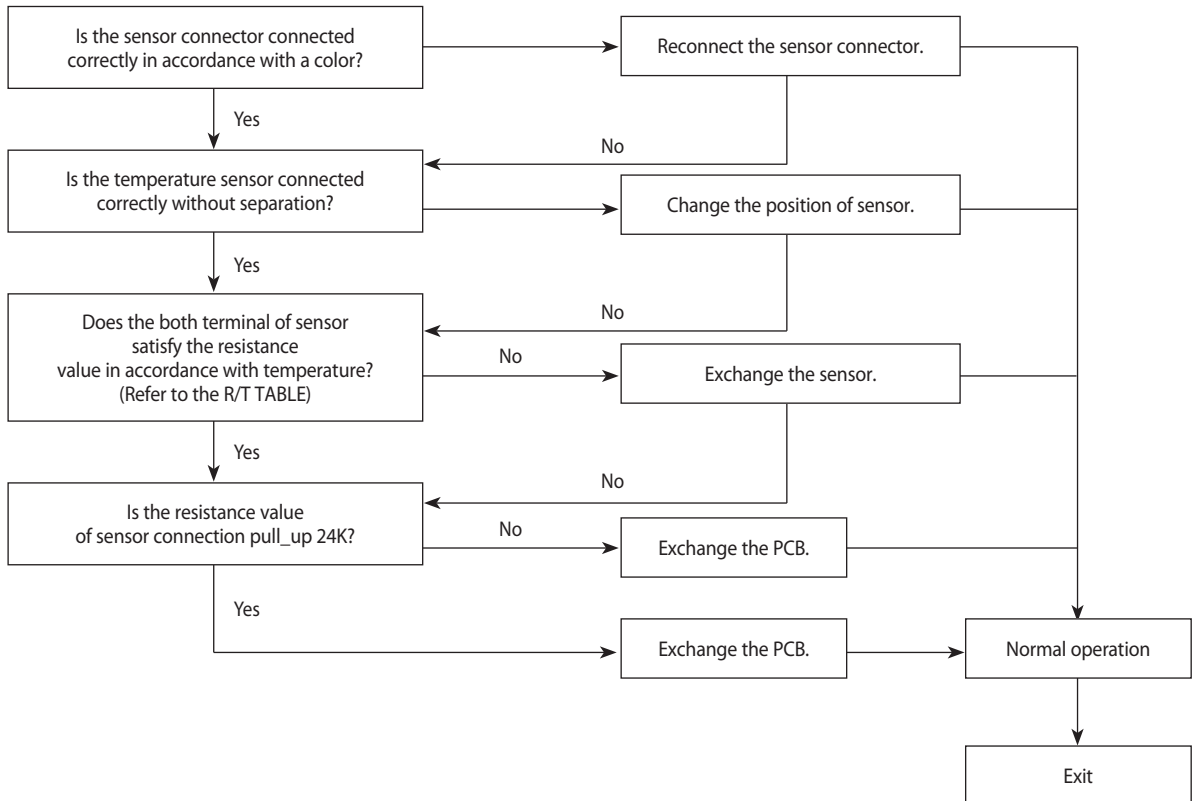 Is the sensor connector connected
correctly in accordance with a color?
Reconnect the sensor connector.
Yes
No
Is the temperature sensor connected
correctly without separation?
Change the position of sensor.
Yes
No
Does the both terminal of sensor
satisfy the resistance
value in accordance with temperature?
(Refer to the R/T TABLE)
No
Exchange the sensor.
Yes
No
Is the resistance value
of sensor connection pull_up 24K?
No
Exchange the PCB.
Yes
Exchange the PCB.
Normal operation
Exit